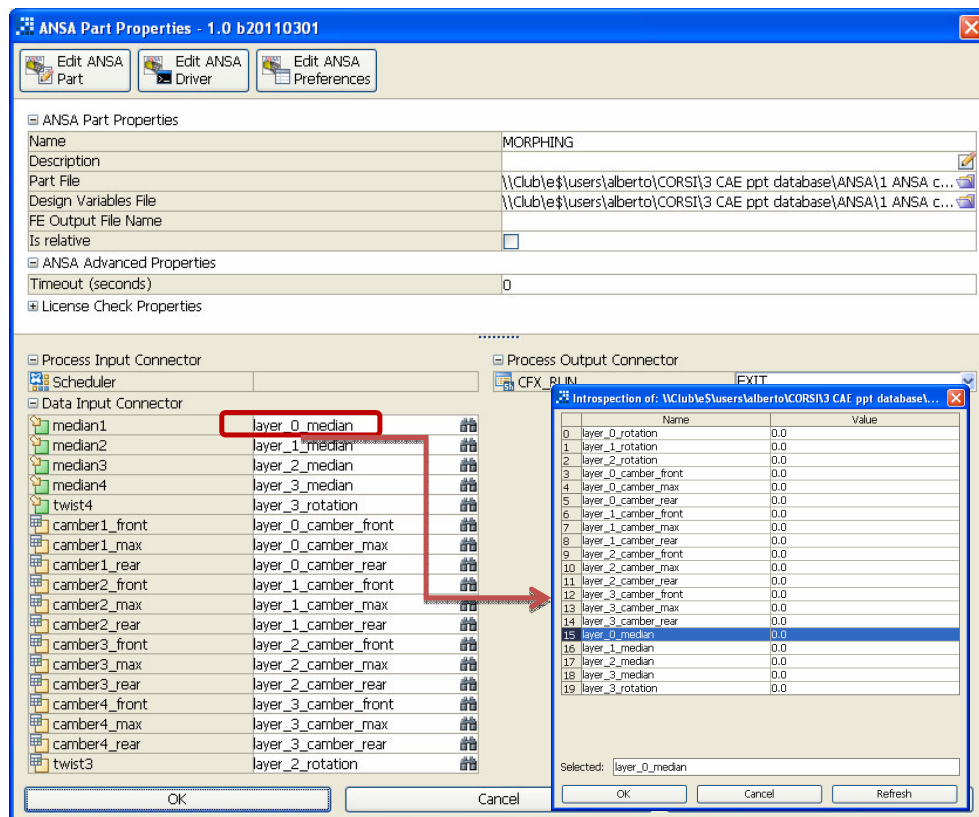 ANSA Part Properties - 1.0 b20110301
Edit ANSA Part
Edit ANSA Driver
Edit ANSA Preferences
ANSA Part Properties
Name MORPHING
Description
Part File \\Club\e$\users\alberto\CORSI\3 CAE ppt database\ANSA\1 ANSA c...
Design Variables File \\Club\e$\users\alberto\CORSI\3 CAE ppt database\ANSA\1 ANSA c...
FE Output File Name
Is relative
ANSA Advanced Properties
Timeout (seconds) 0
License Check Properties
Process Input Connector
Scheduler
Data Input Connector
median1 layer_0_median
median2 layer_1_median
median3 layer_2_median
median4 layer_3_median
twist4 layer_3_rotation
camber1_front layer_0_camber_front
camber1_max layer_0_camber_max
camber1_rear layer_0_camber_rear
camber2_front layer_1_camber_front
camber2_max layer_1_camber_max
camber2_rear layer_1_camber_rear
camber3_front layer_2_camber_front
camber3_max layer_2_camber_max
camber3_rear layer_2_camber_rear
camber4_front layer_3_camber_front
camber4_max layer_3_camber_max
camber4_rear layer_3_camber_rear
twist3 layer_2_rotation
OK Cancel
Process Output Connector
CFX_RUN EXIT
Introspection of: \\Club\e$\users\alberto\CORSI\3 CAE ppt database\...
Name Value
0 layer_0_rotation 0.0
1 layer_1_rotation 0.0
2 layer_2_rotation 0.0
3 layer_0_camber_front 0.0
4 layer_0_camber_max 0.0
5 layer_0_camber_rear 0.0
6 layer_1_camber_front 0.0
7 layer_1_camber_max 0.0
8 layer_1_camber_rear 0.0
9 layer_2_camber_front 0.0
10 layer_2_camber_max 0.0
11 layer_2_camber_rear 0.0
12 layer_3_camber_front 0.0
13 layer_3_camber_max 0.0
14 layer_3_camber_rear 0.0
15 layer_0_median 0.0
16 layer_1_median 0.0
17 layer_2_median 0.0
18 layer_3_median 0.0
19 layer_3_rotation 0.0
Selected: layer_0_median
OK Cancel Refresh